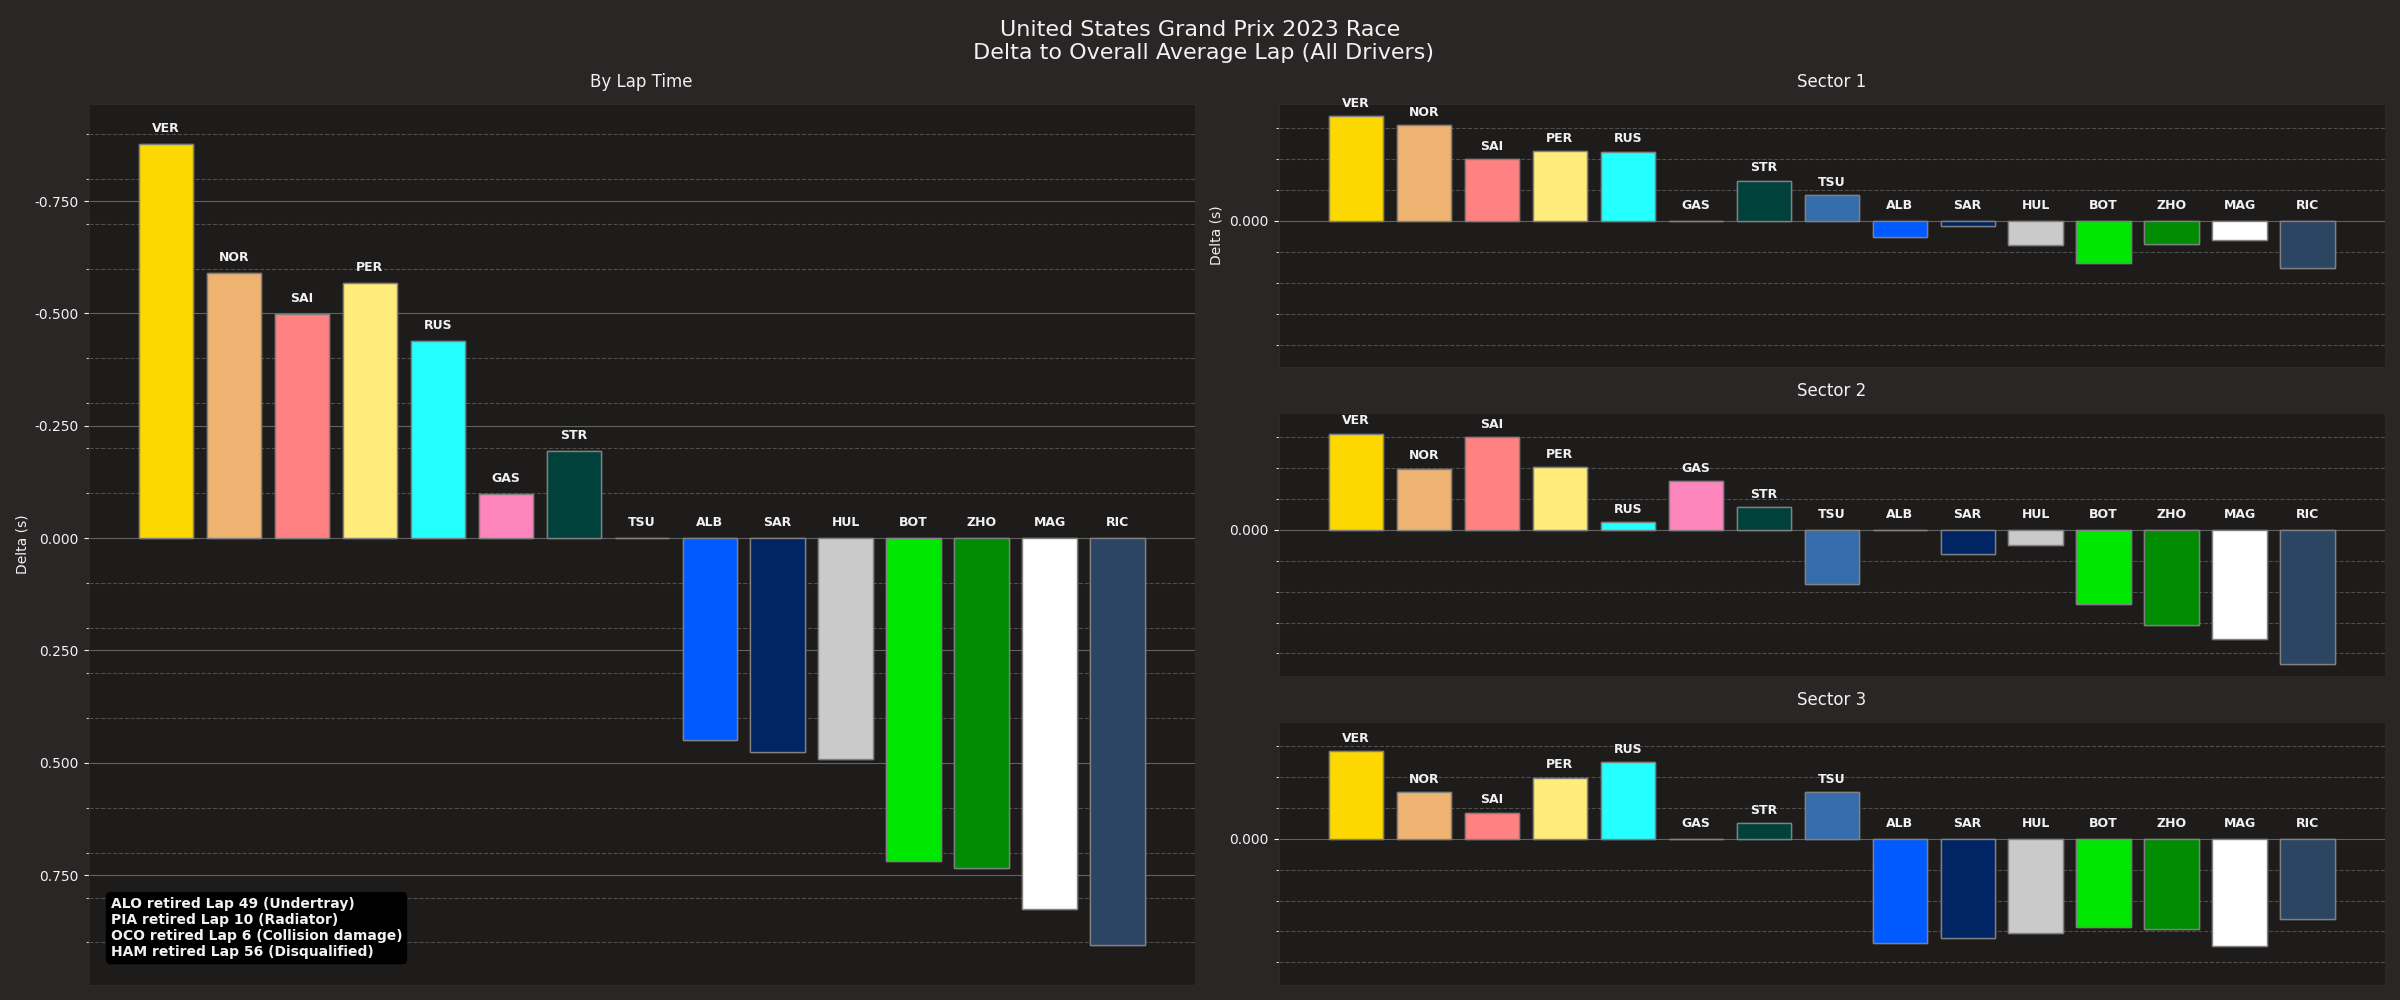 United States Grand Prix 2023 Race
Delta to Overall Average Lap (All Drivers)
By Lap Time
Delta (s)
-0.750
-0.500
-0.250
0.000
0.250
0.500
0.750
VER
NOR
SAI
PER
RUS
GAS
STR
TSU
ALB
SAR
HUL
BOT
ZHO
MAG
RIC
ALO retired Lap 49 (Undertray)
PIA retired Lap 10 (Radiator)
OCO retired Lap 6 (Collision damage)
HAM retired Lap 56 (Disqualified)
Sector 1
Delta (s)
0.000
VER
NOR
SAI
PER
RUS
GAS
STR
TSU
ALB
SAR
HUL
BOT
ZHO
MAG
RIC
Sector 2
0.000
VER
NOR
SAI
PER
RUS
GAS
STR
TSU
ALB
SAR
HUL
BOT
ZHO
MAG
RIC
Sector 3
0.000
VER
NOR
SAI
PER
RUS
GAS
STR
TSU
ALB
SAR
HUL
BOT
ZHO
MAG
RIC